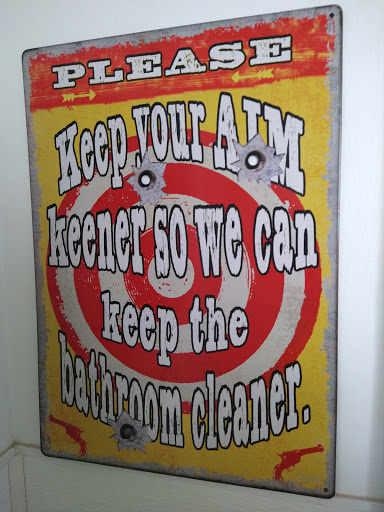 PLEASE
Keep your AIM
keener so we can
keep the
bathroom cleaner.